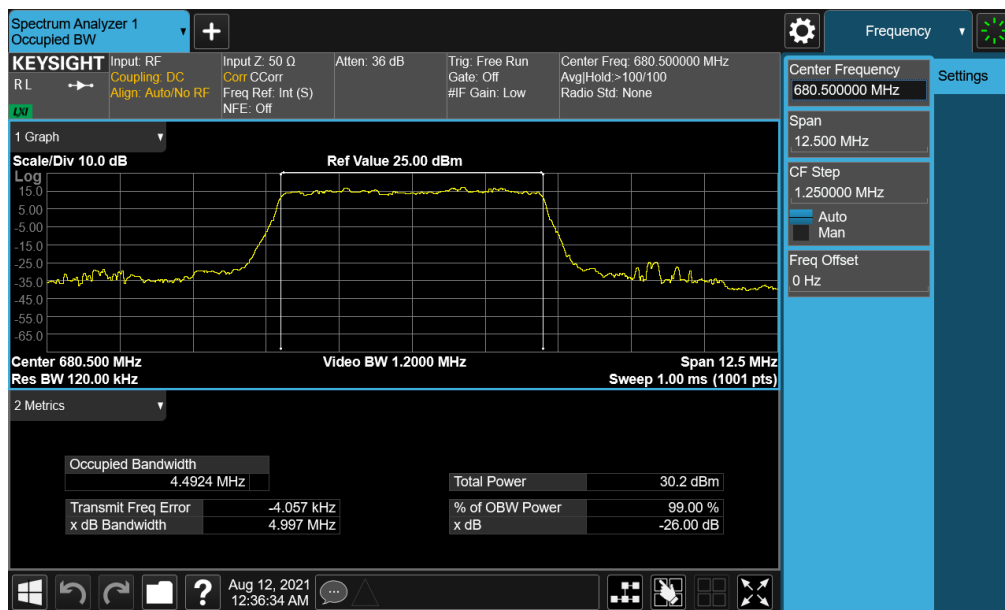 Spectrum Analyzer 1
Occupied BW
+
Frequency
KEYSIGHT
RL
LXI
Input: RF
Coupling: DC
Align: Auto/No RF
Input Z: 50 Ω
Corr CCorr
Freq Ref: Int (S)
NFE: Off
Atten: 36 dB
Trig: Free Run
Gate: Off
#IF Gain: Low
Center Freq: 680.500000 MHz
Avg|Hold:>100/100
Radio Std: None
Center Frequency
680.500000 MHz
Settings
Span
12.500 MHz
CF Step
1.250000 MHz
Auto
Man
Freq Offset
0 Hz
1 Graph
Scale/Div 10.0 dB
Ref Value 25.00 dBm
Log
15.0
5.00
-5.00
-15.0
-25.0
-35.0
-45.0
-55.0
-65.0
Center 680.500 MHz
Video BW 1.2000 MHz
Span 12.5 MHz
Res BW 120.00 kHz
Sweep 1.00 ms (1001 pts)
2 Metrics
Occupied Bandwidth
4.4924 MHz
Total Power 30.2 dBm
Transmit Freq Error -4.057 kHz
% of OBW Power 99.00 %
x dB Bandwidth 4.997 MHz
x dB -26.00 dB
?
Aug 12, 2021
12:36:34 AM